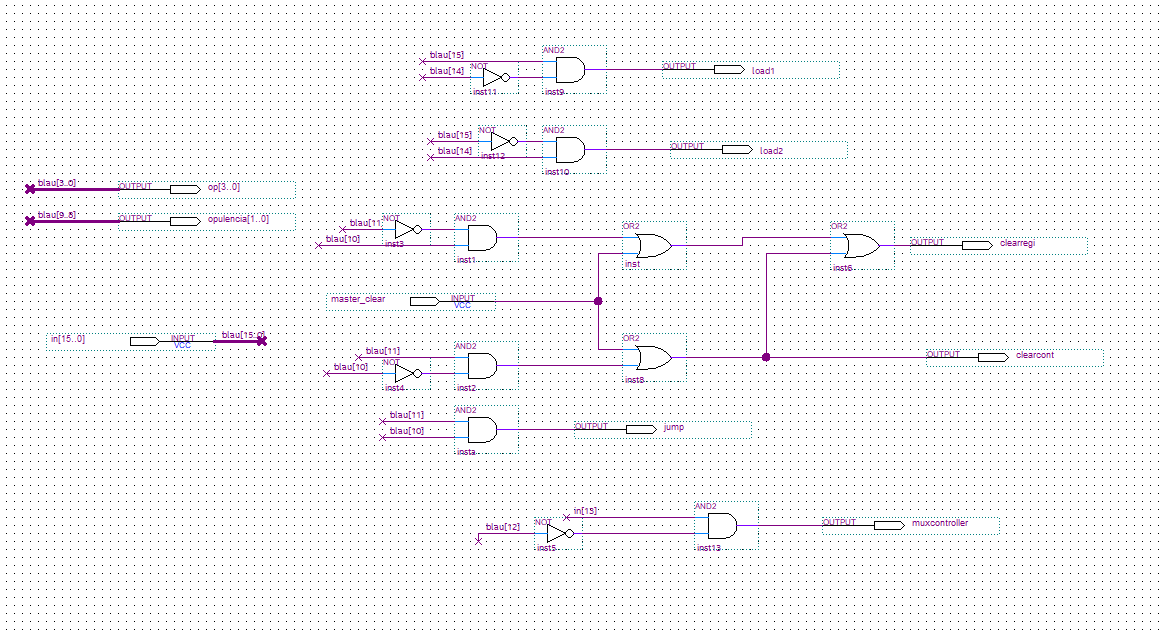 AND2
blau[15]
NOT
OUTPUT
load1
blau[14]
inst11
inst9
NOT
AND2
blau[15]
OUTPUT
load2
blau[14]
inst12
inst10
blau[3..0]
OUTPUT
op[3..0]
blau[9..8]
OUTPUT
opulencia[1..0]
NOT
AND2
blau[11]
OR2
OR2
blau[10]
inst3
inst1
inst
OUTPUT
clearregi
inst6
master_clear
INPUT
VCC
in[15..0]
INPUT
VCC
blau[15:0]
AND2
OR2
blau[11]
NOT
blau[10]
inst4
inst2
inst8
OUTPUT
clearcont
AND2
blau[11]
blau[10]
OUTPUT
jump
insta
AND2
in[13]
NOT
blau[12]
OUTPUT
muxcontroller
inst5
inst13